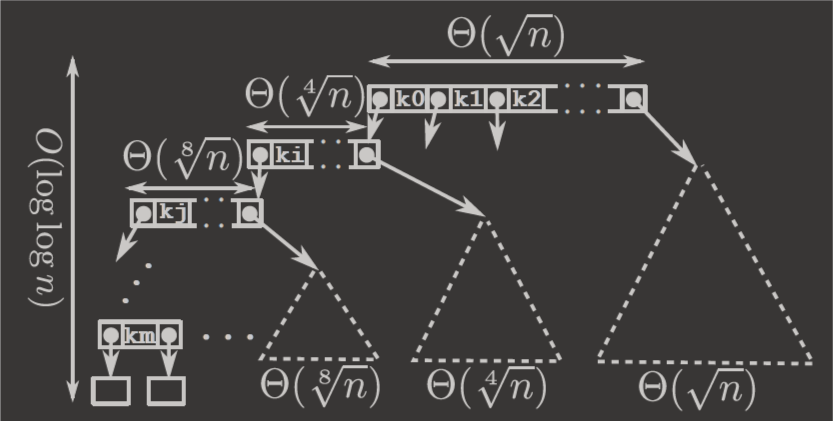 Θ(√n)
k0 k1 k2
Θ(∜n)
ki
Θ(⁸√n)
kj
O(log log n)
km
Θ(⁸√n) Θ(∜n) Θ(√n)